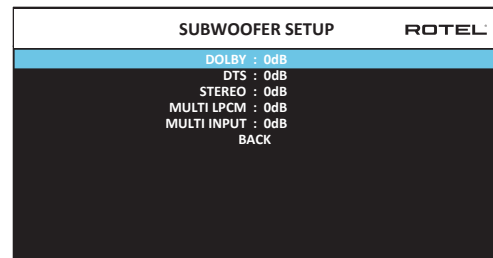 SUBWOOFER SETUP ROTEL
DOLBY : 0dB
DTS : 0dB
STEREO : 0dB
MULTI LPCM : 0dB
MULTI INPUT : 0dB
BACK